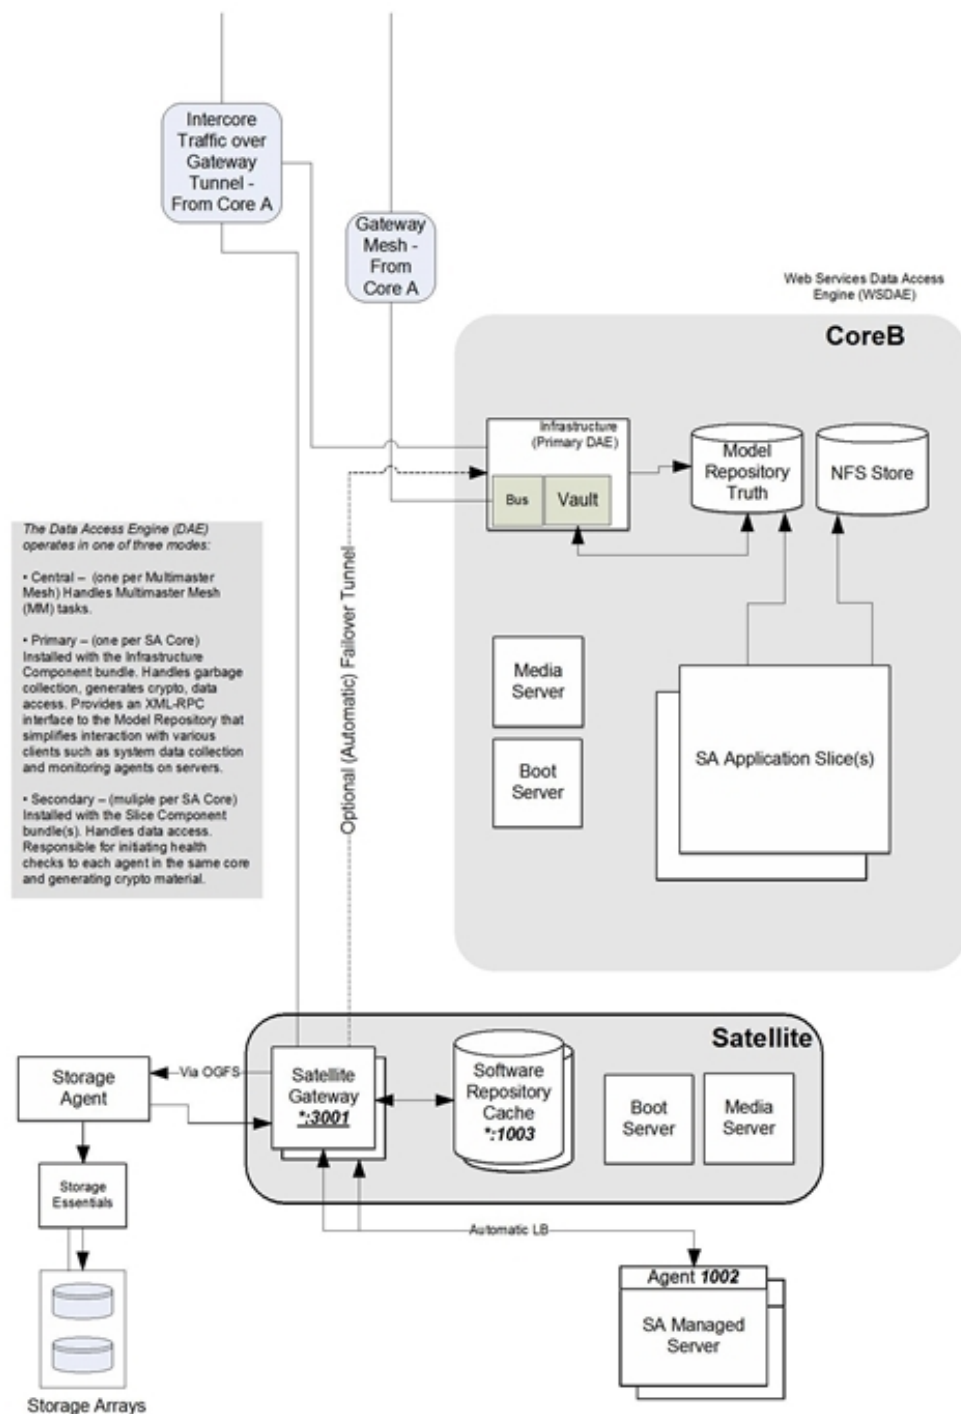 Intercore
Traffic over
Gateway
Tunnel -
From Core A
Gateway
Mesh -
From
Core A
Web Services Data Access
Engine (WSDAE)
CoreB
Infrastructure
(Primary DAE)
Bus
Vault
Model
Repository
Truth
NFS Store
The Data Access Engine (DAE)
operates in one of three modes:
• Central – (one per Multimaster
Mesh) Handles Multimaster Mesh
(MM) tasks.
• Primary – (one per SA Core)
Installed with the Infrastructure
Component bundle. Handles garbage
collection, generates crypto, data
access. Provides an XML-RPC
interface to the Model Repository that
simplifies interaction with various
clients such as system data collection
and monitoring agents on servers.
• Secondary – (muliple per SA Core)
Installed with the Slice Component
bundle(s). Handles data access.
Responsible for initiating health
checks to each agent in the same core
and generating crypto material.
Optional (Automatic) Failover Tunnel
Media
Server
Boot
Server
SA Application Slice(s)
Satellite
Storage
Agent
Via OGFS
Satellite
Gateway
*:3001
Software
Repository
Cache
*:1003
Boot
Server
Media
Server
Storage
Essentials
Automatic LB
Agent 1002
SA Managed
Server
Storage Arrays